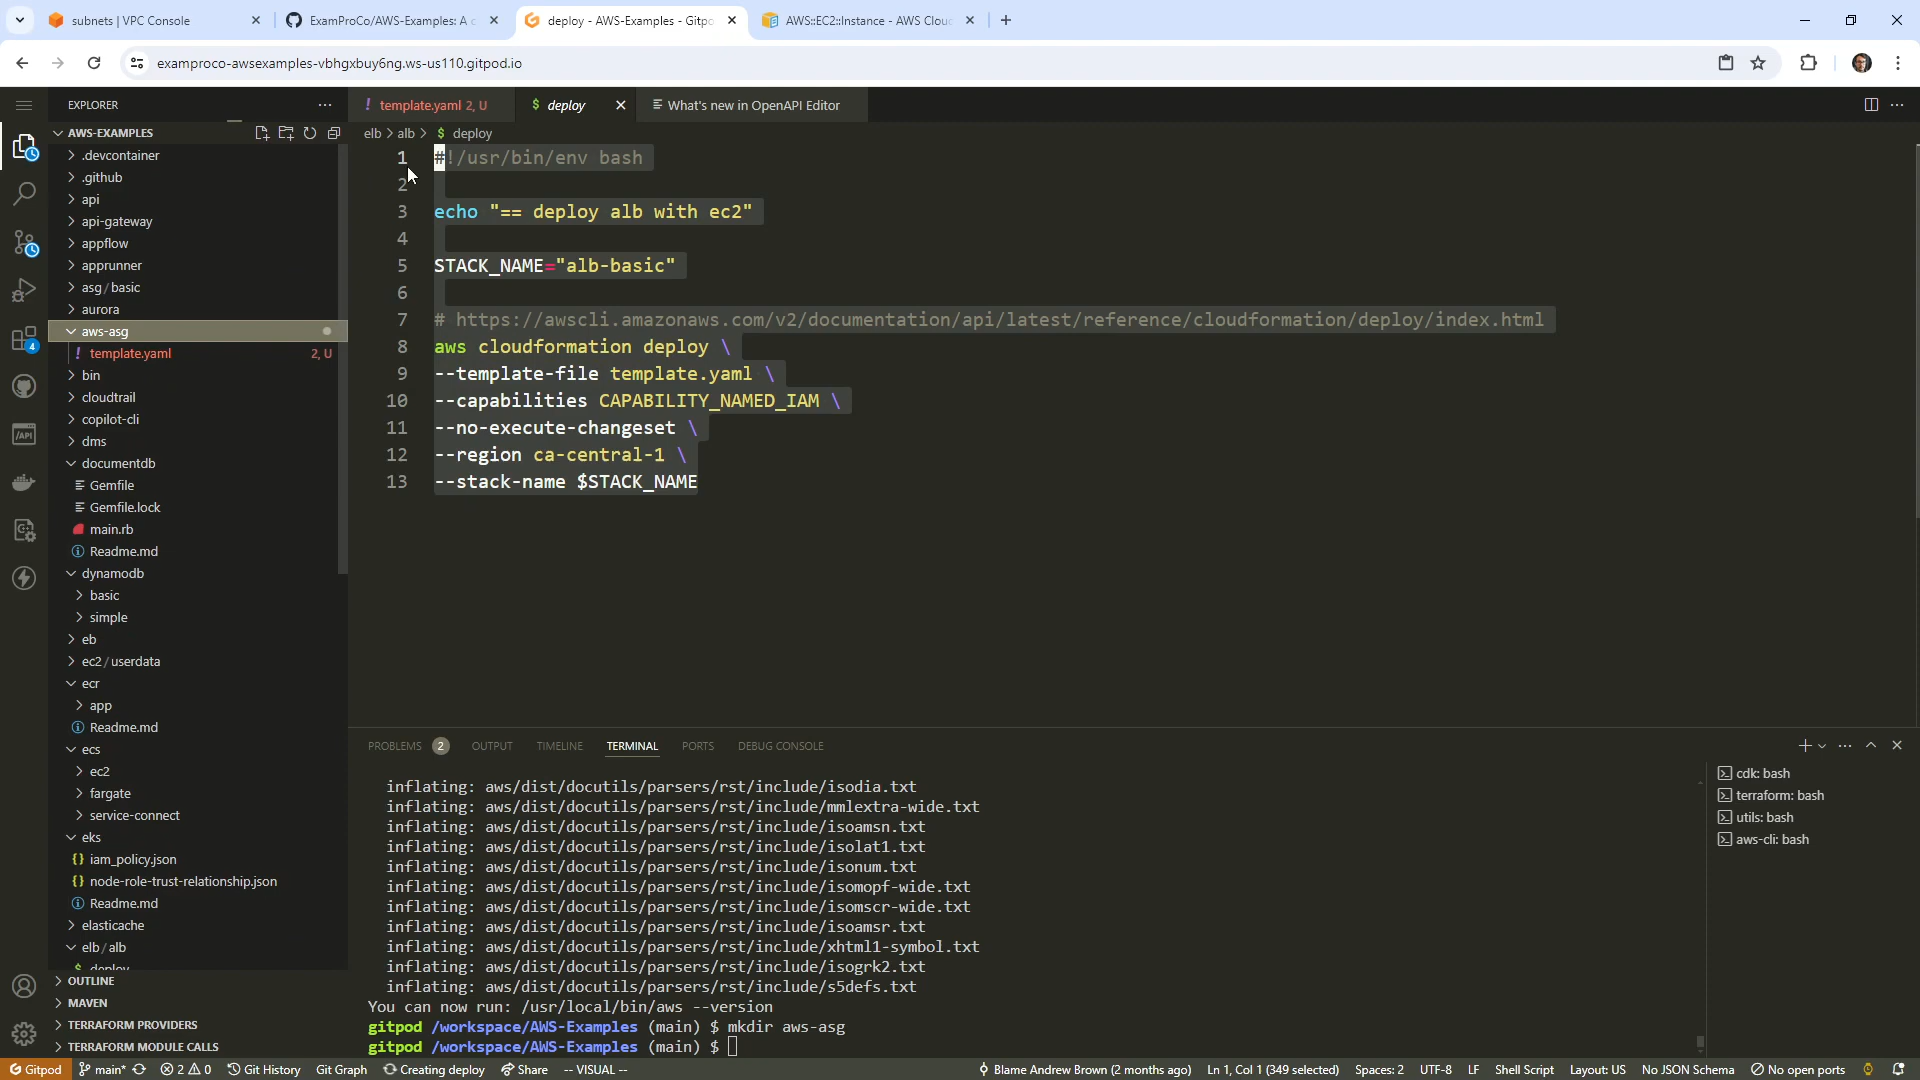 subnets | VPC Console
ExamProCo/AWS-Examples: A c
deploy - AWS-Examples - Gitpo
AWS::EC2::Instance - AWS Clou
examproco-awsexamples-vbhgxbuy6ng.ws-us110.gitpod.io
EXPLORER
AWS-EXAMPLES
.devcontainer
.github
api
api-gateway
appflow
apprunner
asg / basic
aurora
aws-asg
! template.yaml 2, U
bin
cloudtrail
copilot-cli
dms
documentdb
Gemfile
Gemfile.lock
main.rb
Readme.md
dynamodb
basic
simple
eb
ec2 / userdata
ecr
app
Readme.md
ecs
ec2
fargate
service-connect
eks
{} iam_policy.json
{} node-role-trust-relationship.json
Readme.md
elasticache
elb / alb
$ deploy
OUTLINE
MAVEN
TERRAFORM PROVIDERS
TERRAFORM MODULE CALLS
4
/API
! template.yaml 2, U
$ deploy
What's new in OpenAPI Editor
elb > alb > $ deploy
1 #!/usr/bin/env bash
2
3 echo "== deploy alb with ec2"
4
5 STACK_NAME="alb-basic"
6
7 # https://awscli.amazonaws.com/v2/documentation/api/latest/reference/cloudformation/deploy/index.html
8 aws cloudformation deploy \
9 --template-file template.yaml \
10 --capabilities CAPABILITY_NAMED_IAM \
11 --no-execute-changeset \
12 --region ca-central-1 \
13 --stack-name $STACK_NAME
PROBLEMS 2 OUTPUT TIMELINE TERMINAL PORTS DEBUG CONSOLE
inflating: aws/dist/docutils/parsers/rst/include/isodia.txt
inflating: aws/dist/docutils/parsers/rst/include/mmlextra-wide.txt
inflating: aws/dist/docutils/parsers/rst/include/isoamsn.txt
inflating: aws/dist/docutils/parsers/rst/include/isolat1.txt
inflating: aws/dist/docutils/parsers/rst/include/isonum.txt
inflating: aws/dist/docutils/parsers/rst/include/isomopf-wide.txt
inflating: aws/dist/docutils/parsers/rst/include/isomscr-wide.txt
inflating: aws/dist/docutils/parsers/rst/include/isoamsr.txt
inflating: aws/dist/docutils/parsers/rst/include/xhtml1-symbol.txt
inflating: aws/dist/docutils/parsers/rst/include/isogrk2.txt
inflating: aws/dist/docutils/parsers/rst/include/s5defs.txt
You can now run: /usr/local/bin/aws --version
gitpod /workspace/AWS-Examples (main) $ mkdir aws-asg
gitpod /workspace/AWS-Examples (main) $
cdk: bash
terraform: bash
utils: bash
aws-cli: bash
Gitpod main* 2 0 Git History Git Graph Creating deploy Share -- VISUAL -- Blame Andrew Brown (2 months ago) Ln 1, Col 1 (349 selected) Spaces: 2 UTF-8 LF Shell Script Layout: US No JSON Schema No open ports